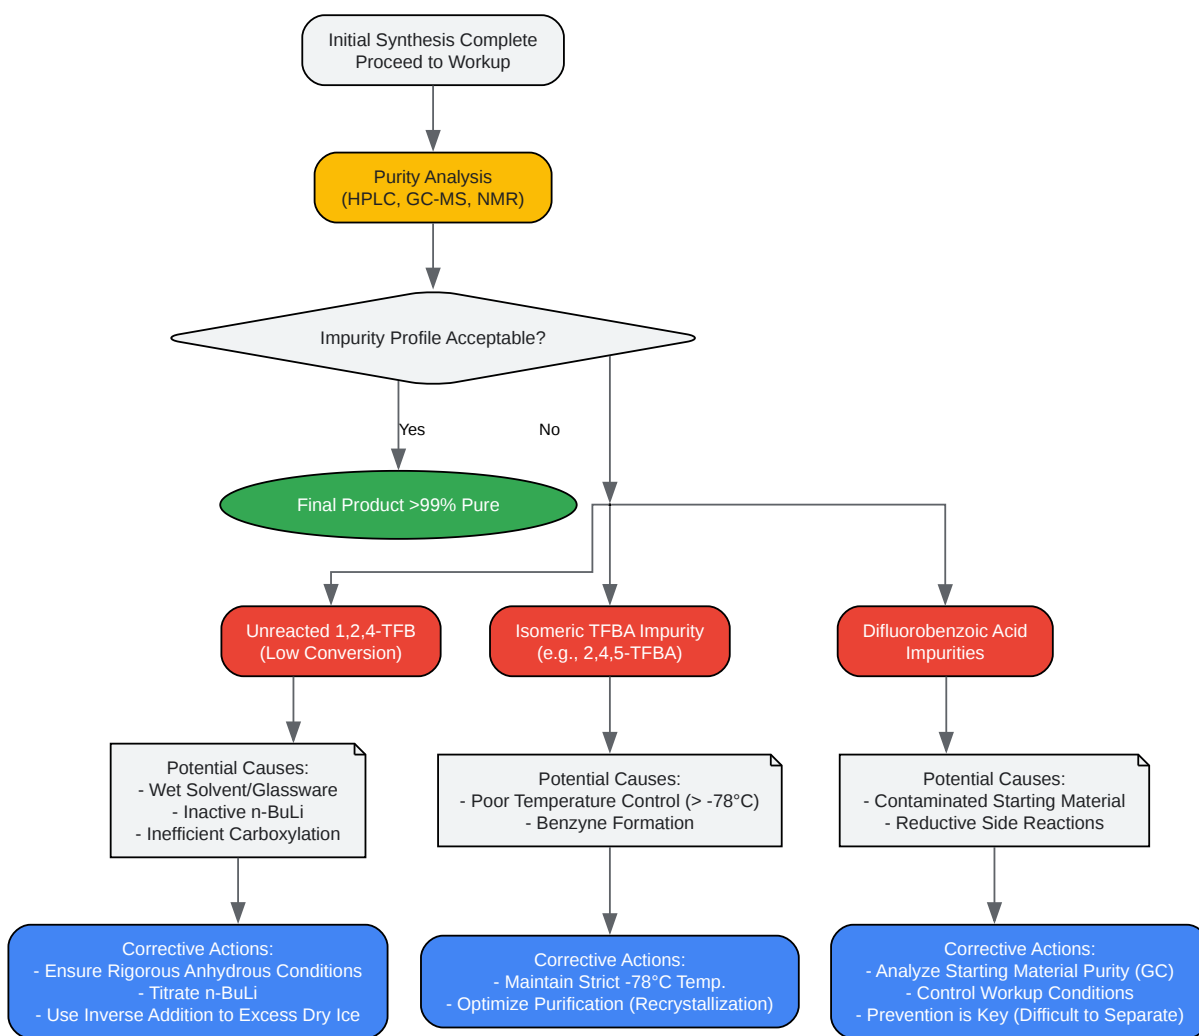 Initial Synthesis Complete
Proceed to Workup
Purity Analysis
(HPLC, GC-MS, NMR)
Impurity Profile Acceptable?
Yes
No
Final Product >99% Pure
Unreacted 1,2,4-TFB
(Low Conversion)
Isomeric TFBA Impurity
(e.g., 2,4,5-TFBA)
Difluorobenzoic Acid
Impurities
Potential Causes:
- Wet Solvent/Glassware
- Inactive n-BuLi
- Inefficient Carboxylation
Potential Causes:
- Poor Temperature Control (> -78°C)
- Benzyne Formation
Potential Causes:
- Contaminated Starting Material
- Reductive Side Reactions
Corrective Actions:
- Ensure Rigorous Anhydrous Conditions
- Titrate n-BuLi
- Use Inverse Addition to Excess Dry Ice
Corrective Actions:
- Maintain Strict -78°C Temp.
- Optimize Purification (Recrystallization)
Corrective Actions:
- Analyze Starting Material Purity (GC)
- Control Workup Conditions
- Prevention is Key (Difficult to Separate)